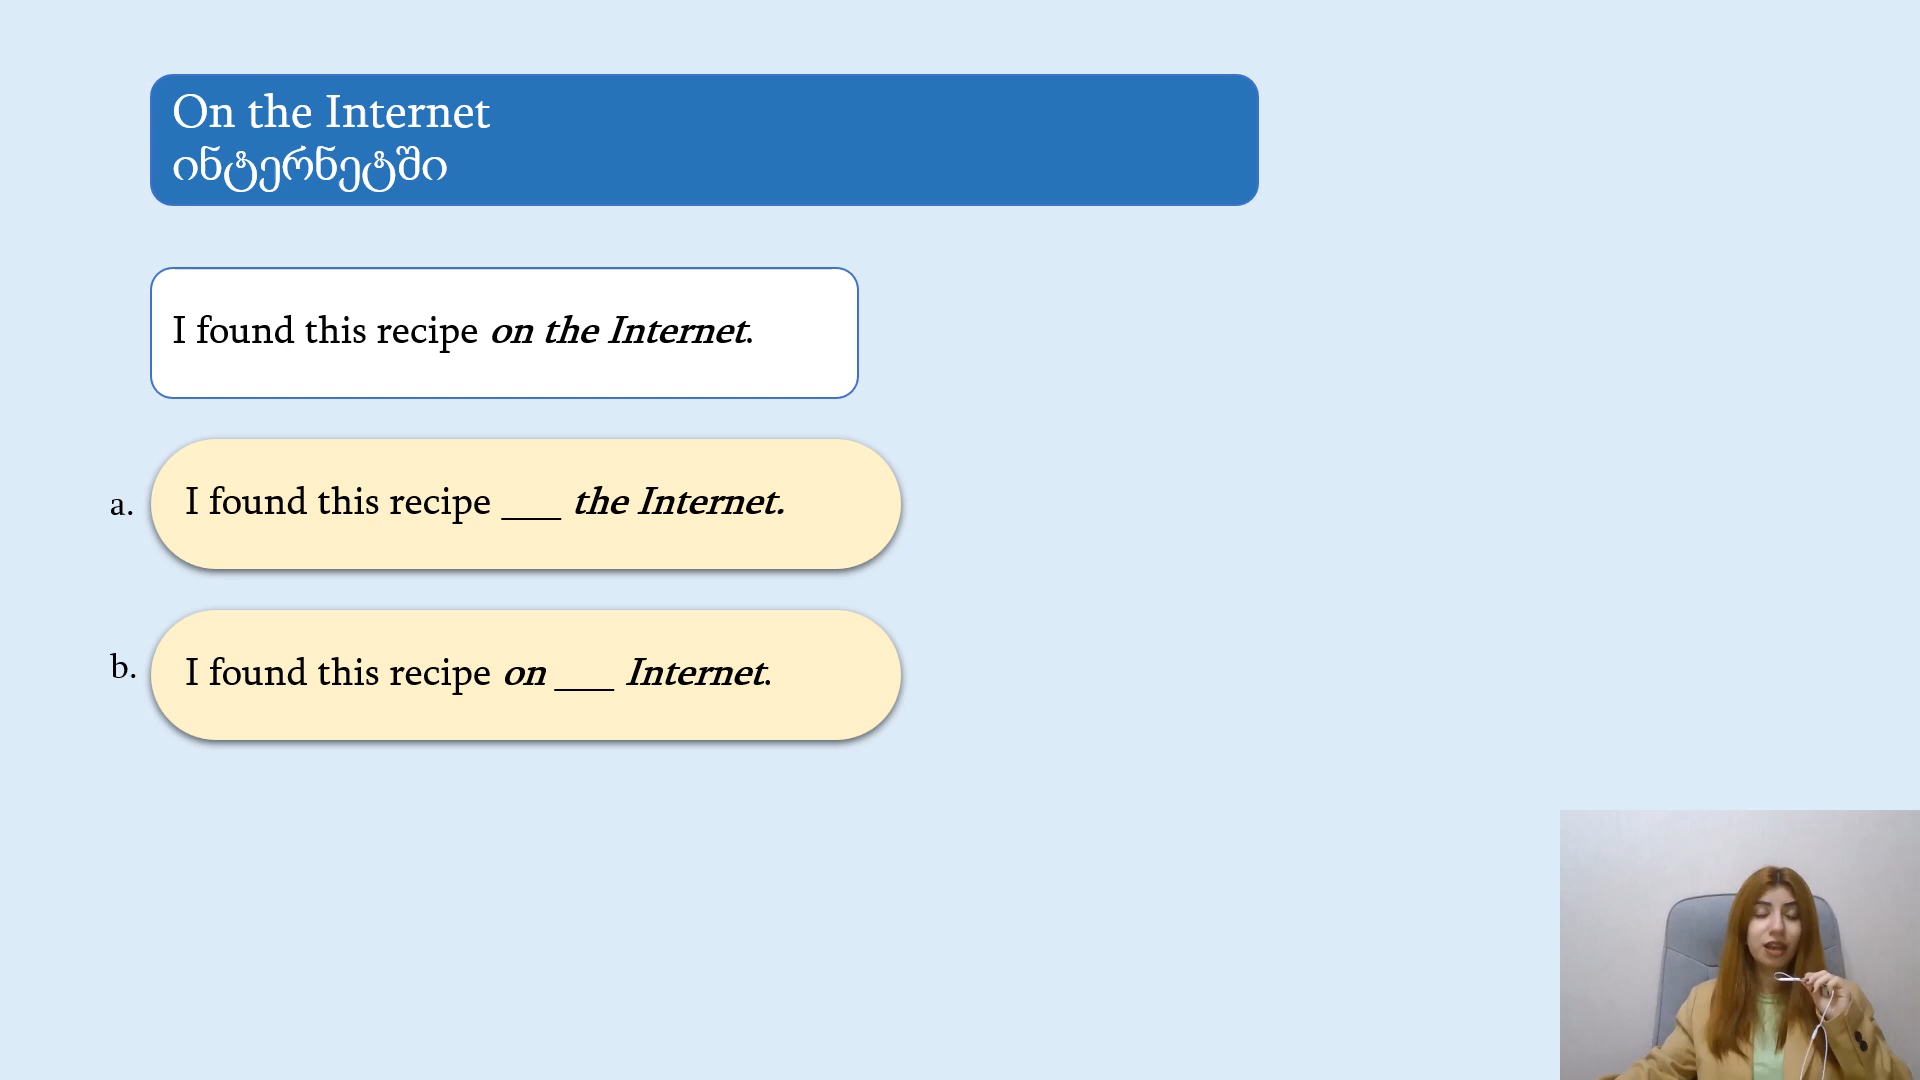 On the Internet
ინტერნეტში
I found this recipe on the Internet.
a. I found this recipe ___ the Internet.
b. I found this recipe on ___ Internet.